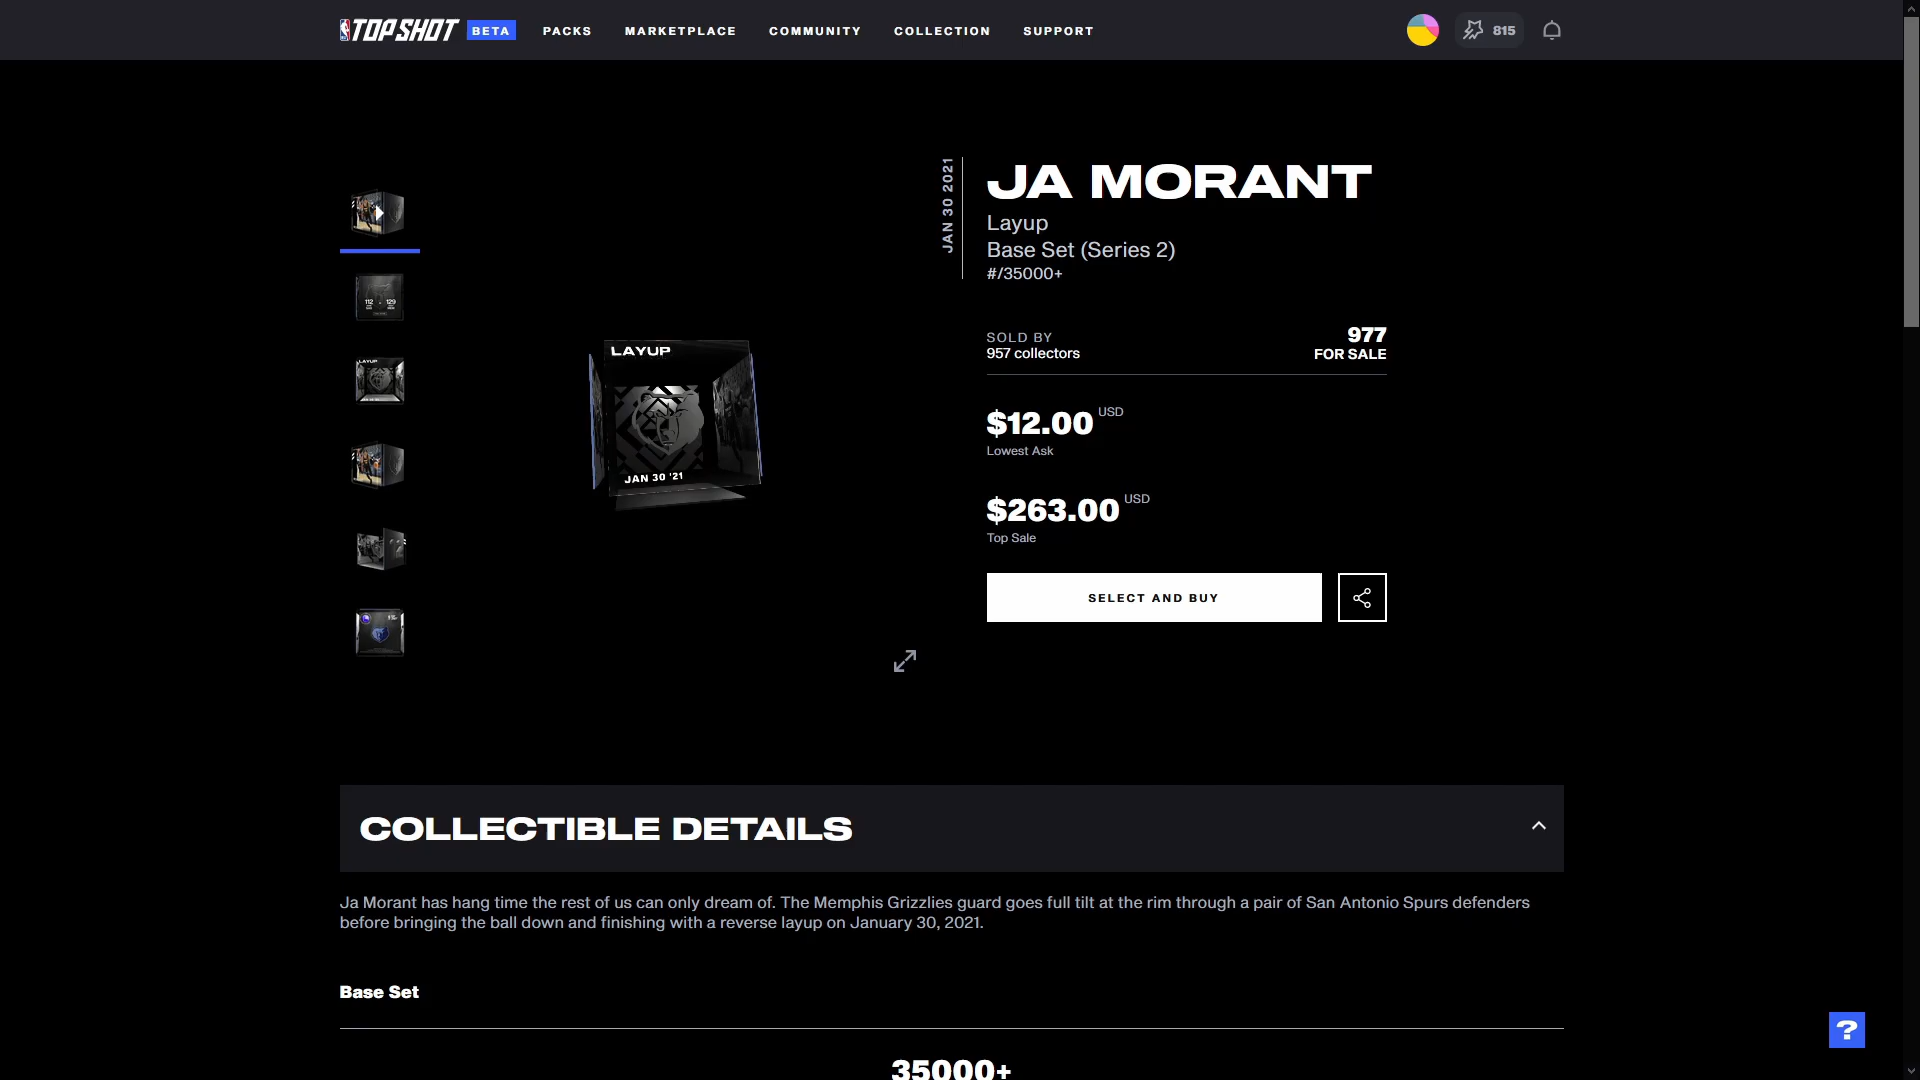 TOP SHOT BETA PACKS MARKETPLACE COMMUNITY COLLECTION SUPPORT 815
JAN 30 2021
JA MORANT
Layup
Base Set (Series 2)
#/35000+
SOLD BY
957 collectors
977
FOR SALE
$12.00 USD
Lowest Ask
$263.00 USD
Top Sale
SELECT AND BUY
LAYUP
JAN 30 '21
112 - 129
LAYUP
COLLECTIBLE DETAILS
Ja Morant has hang time the rest of us can only dream of. The Memphis Grizzlies guard goes full tilt at the rim through a pair of San Antonio Spurs defenders
before bringing the ball down and finishing with a reverse layup on January 30, 2021.
Base Set
35000+
?